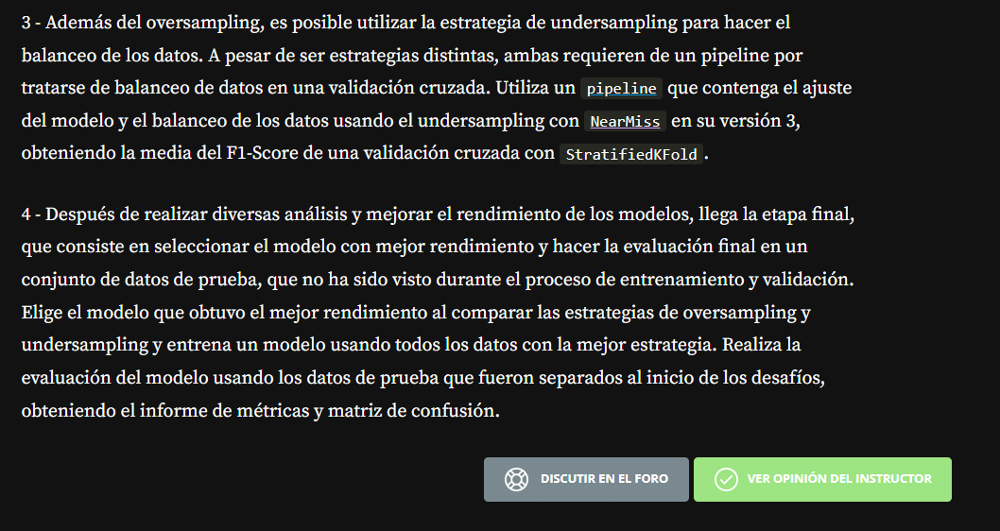 3 - Además del oversampling, es posible utilizar la estrategia de undersampling para hacer el
balanceo de los datos. A pesar de ser estrategias distintas, ambas requieren de un pipeline por
tratarse de balanceo de datos en una validación cruzada. Utiliza un pipeline que contenga el ajuste
del modelo y el balanceo de los datos usando el undersampling con NearMiss en su versión 3,
obteniendo la media del F1-Score de una validación cruzada con StratifiedKFold.
4 - Después de realizar diversas análisis y mejorar el rendimiento de los modelos, llega la etapa final,
que consiste en seleccionar el modelo con mejor rendimiento y hacer la evaluación final en un
conjunto de datos de prueba, que no ha sido visto durante el proceso de entrenamiento y validación.
Elige el modelo que obtuvo el mejor rendimiento al comparar las estrategias de oversampling y
undersampling y entrena un modelo usando todos los datos con la mejor estrategia. Realiza la
evaluación del modelo usando los datos de prueba que fueron separados al inicio de los desafíos,
obteniendo el informe de métricas y matriz de confusión.
DISCUTIR EN EL FORO
VER OPINIÓN DEL INSTRUCTOR